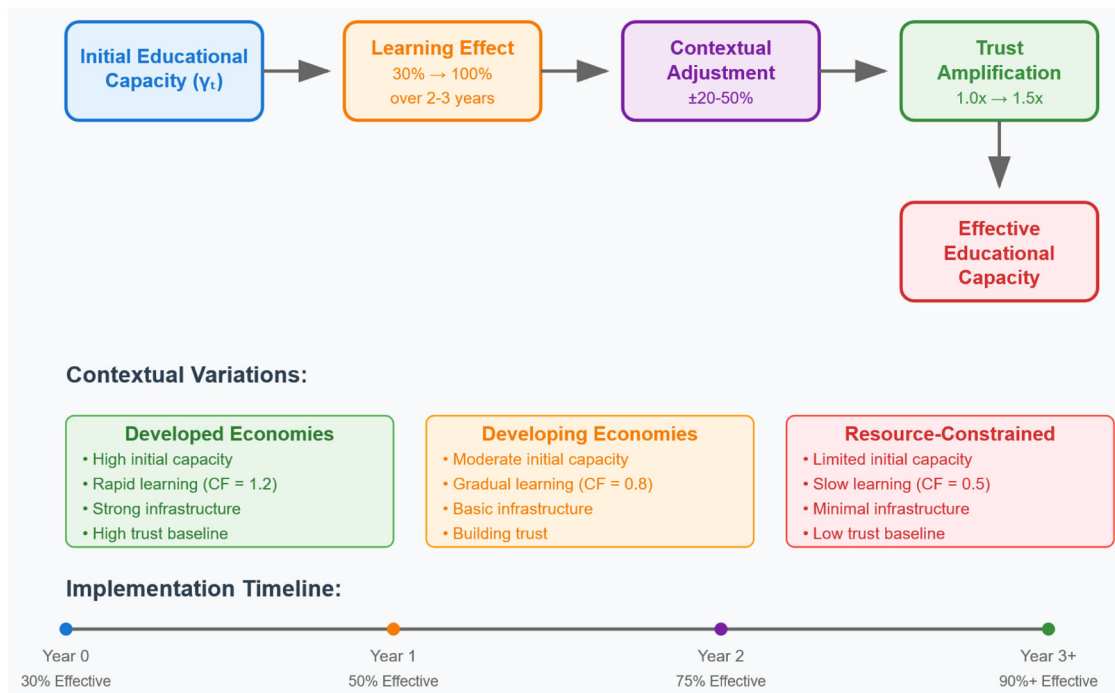 Initial Educational
Capacity (γₜ)
Learning Effect
30% → 100%
over 2-3 years
Contextual
Adjustment
±20-50%
Trust
Amplification
1.0x → 1.5x
Effective
Educational
Capacity
Contextual Variations:
Developed Economies
• High initial capacity
• Rapid learning (CF = 1.2)
• Strong infrastructure
• High trust baseline
Developing Economies
• Moderate initial capacity
• Gradual learning (CF = 0.8)
• Basic infrastructure
• Building trust
Resource-Constrained
• Limited initial capacity
• Slow learning (CF = 0.5)
• Minimal infrastructure
• Low trust baseline
Implementation Timeline:
Year 0
30% Effective
Year 1
50% Effective
Year 2
75% Effective
Year 3+
90%+ Effective